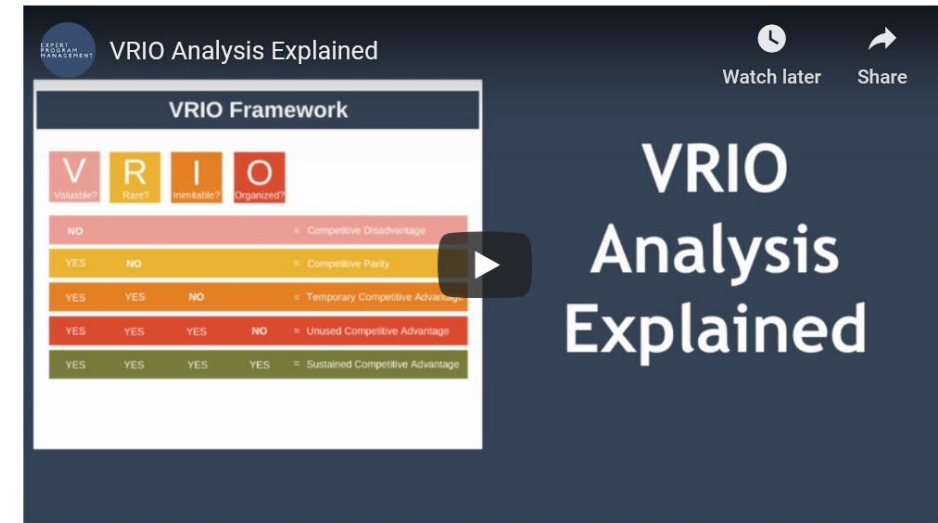 EXPERT
PROGRAM
MANAGEMENT
VRIO Analysis Explained
Watch later
Share
VRIO Framework
V R I O
Valuable? Rare? Inimitable? Organized?
NO = Competitive Disadvantage
YES NO = Competitive Parity
YES YES NO = Temporary Competitive Advantage
YES YES YES NO = Unused Competitive Advantage
YES YES YES YES = Sustained Competitive Advantage
VRIO
Analysis
Explained